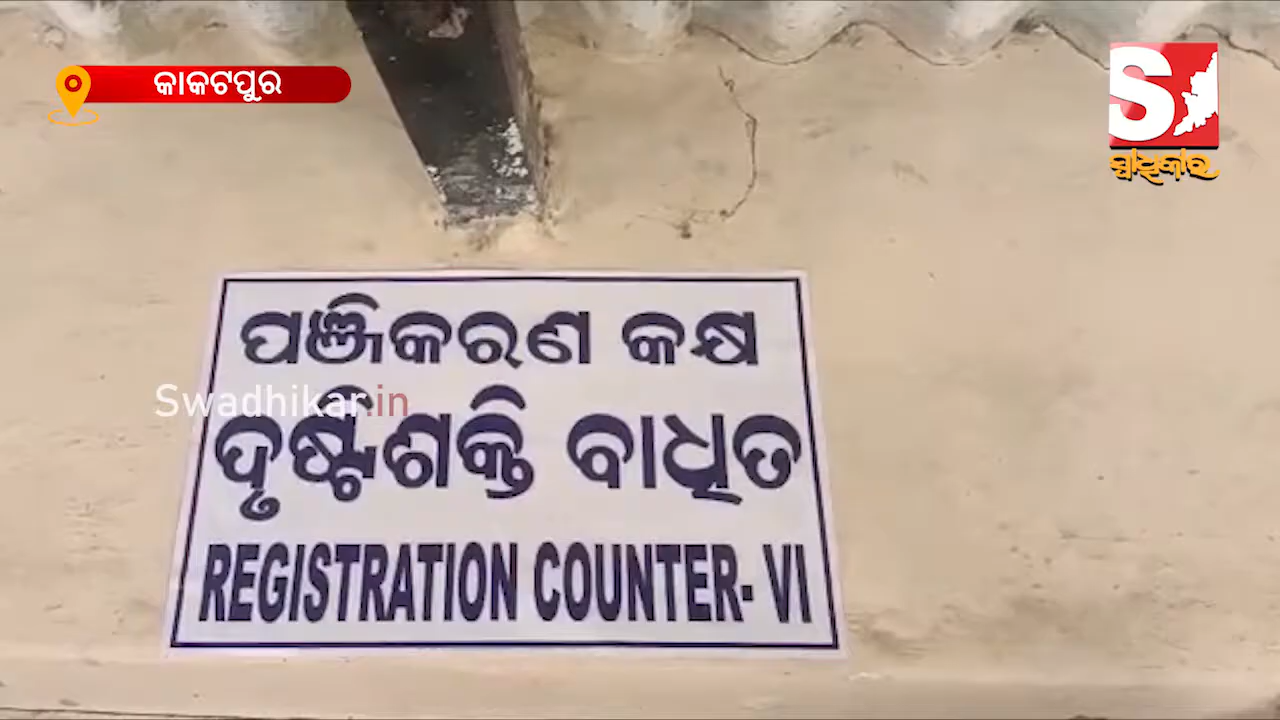 କାକଟପୁର
S
ସ୍ୱାଧିକାର
ପଞ୍ଜିକରଣ କକ୍ଷ
Swadhikar.in
ଦୃଷ୍ଟିଶକ୍ତି ବାଧିତ
REGISTRATION COUNTER- VI